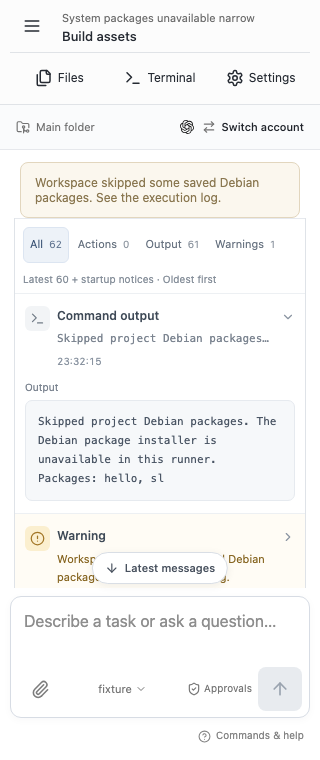 System packages unavailable narrow
Build assets
Files
Terminal
Settings
Main folder
Switch account
Workspace skipped some saved Debian
packages. See the execution log.
All 62
Actions 0
Output 61
Warnings 1
Latest 60 + startup notices · Oldest first
Command output
Skipped project Debian packages…
23:32:15
Output
Skipped project Debian packages. The
Debian package installer is
unavailable in this runner.
Packages: hello, sl
Warning
Debian
Latest messages
Describe a task or ask a question...
fixture
Approvals
Commands & help